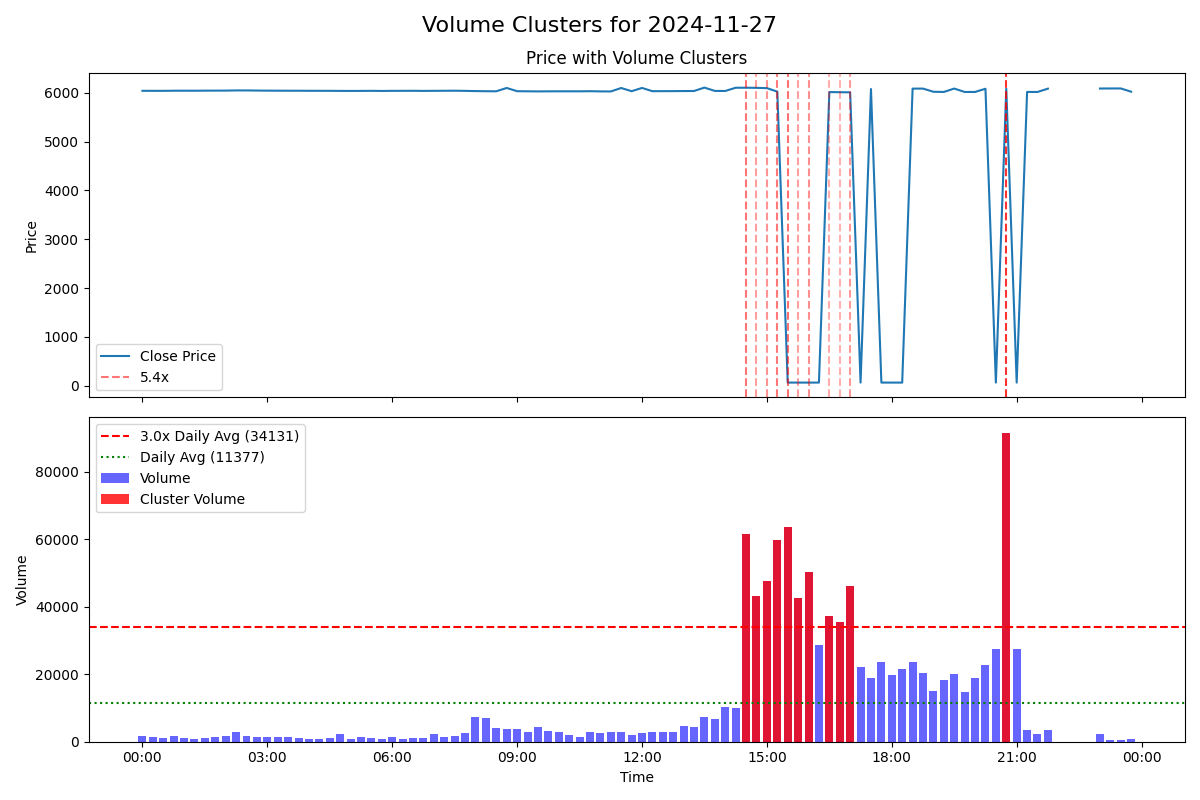 Volume Clusters for 2024-11-27
Price with Volume Clusters
Price
6000
5000
4000
3000
2000
1000
0
Close Price
5.4x
Volume
80000
60000
40000
20000
0
3.0x Daily Avg (34131)
Daily Avg (11377)
Volume
Cluster Volume
00:00 03:00 06:00 09:00 12:00 15:00 18:00 21:00 00:00
Time